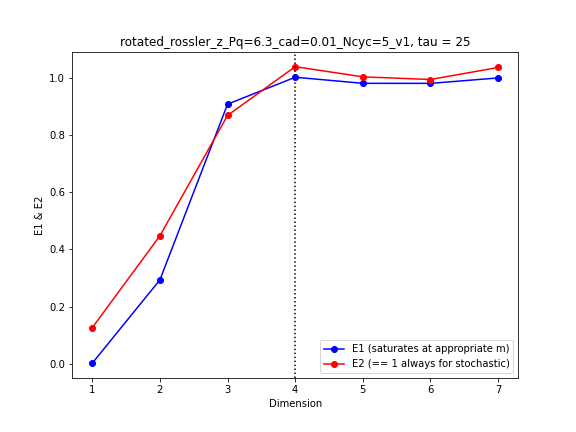 rotated_rossler_z_Pq=6.3_cad=0.01_Ncyc=5_v1, tau = 25
1.0
0.8
0.6
0.4
0.2
0.0
E1 & E2
E1 (saturates at appropriate m)
E2 (== 1 always for stochastic)
1 2 3 4 5 6 7
Dimension